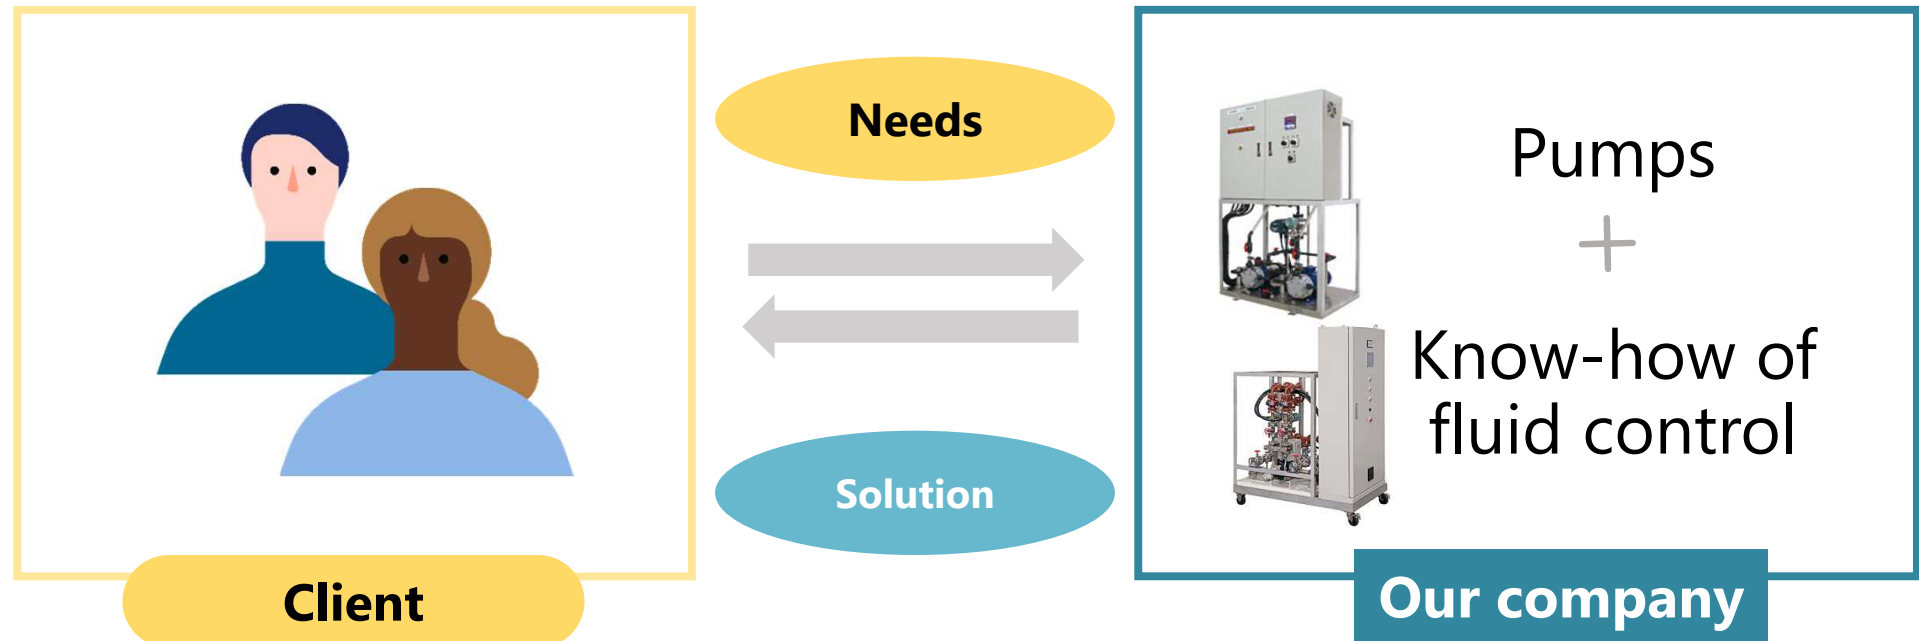 Needs
Pumps
+
Know-how of
fluid control
Solution
Client
Our company